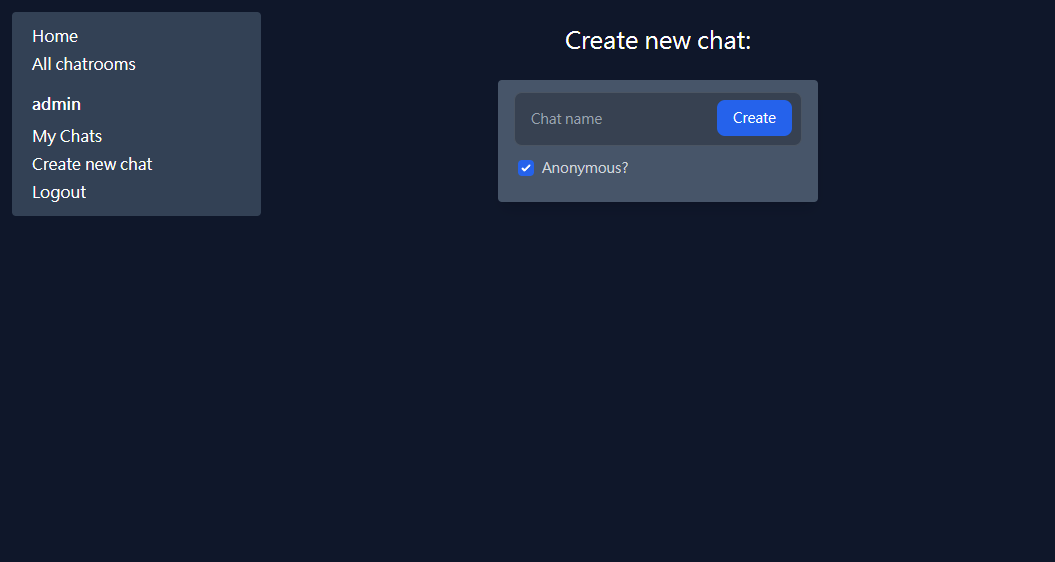 Home
All chatrooms
admin
My Chats
Create new chat
Logout
Create new chat:
Chat name
Create
Anonymous?